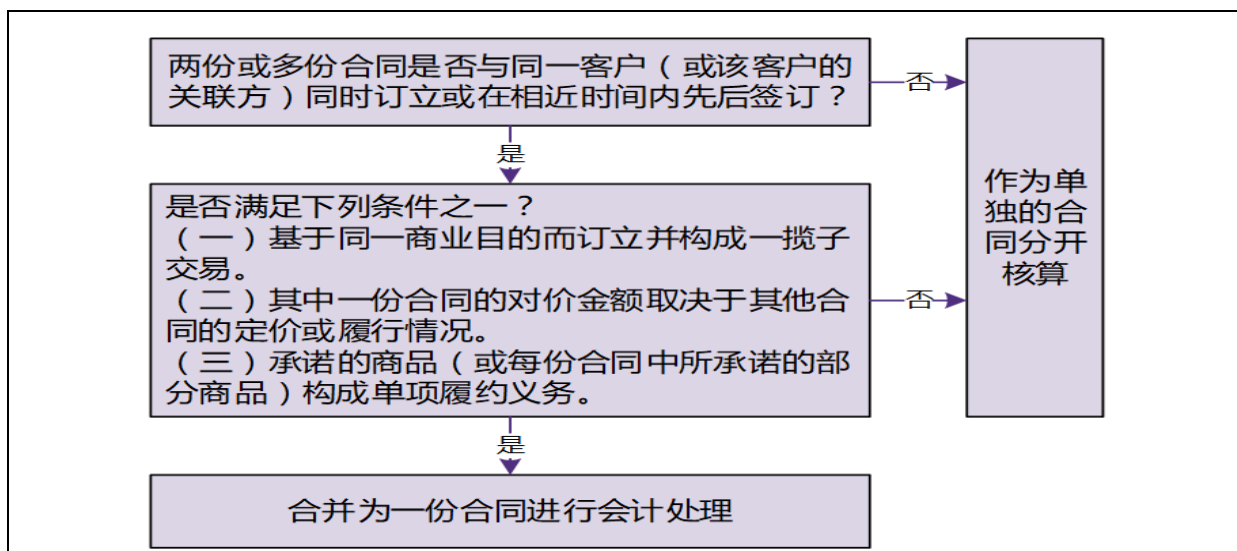 两份或多份合同是否与同一客户（或该客户的
关联方）同时订立或在相近时间内先后签订？
否
是
是否满足下列条件之一？
（一）基于同一商业目的而订立并构成一揽子
交易。
（二）其中一份合同的对价金额取决于其他合
同的定价或履行情况。
（三）承诺的商品（或每份合同中所承诺的部
分商品）构成单项履约义务。
否
作为单
独的合
同分开
核算
是
合并为一份合同进行会计处理